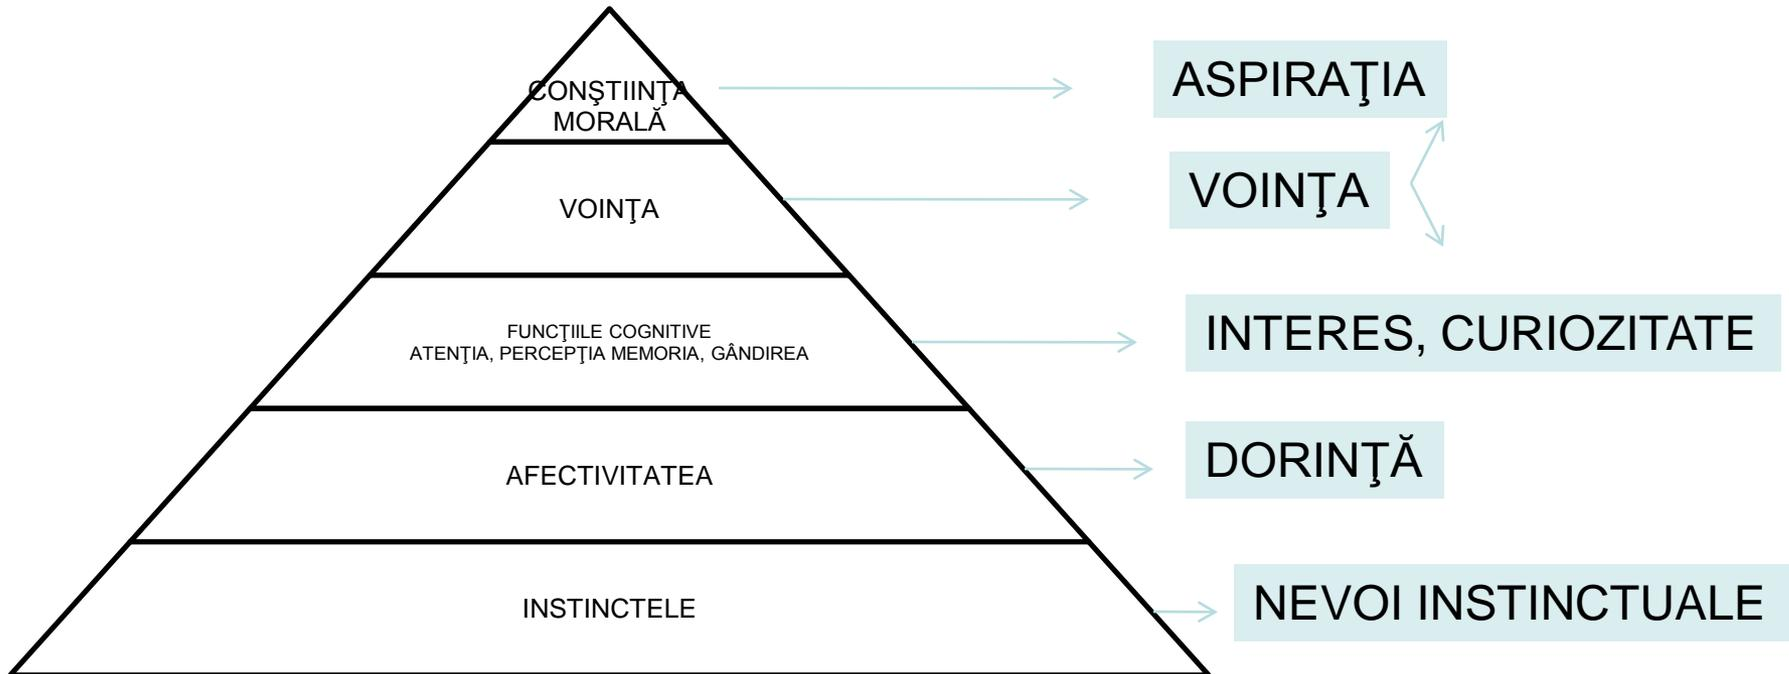 CONŞTIINŢA
MORALĂ
ASPIRAŢIA
VOINŢA
VOINŢA
FUNCŢIILE COGNITIVE
ATENŢIA, PERCEPŢIA MEMORIA, GÂNDIREA
INTERES, CURIOZITATE
AFECTIVITATEA
DORINŢĂ
INSTINCTELE
NEVOI INSTINCTUALE